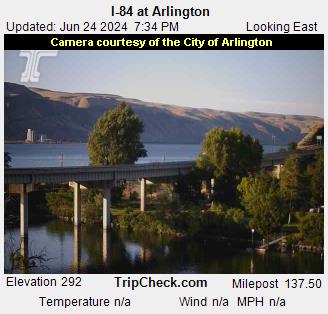 I-84 at Arlington
Updated: Jun 24 2024 7:34 PM Looking East
Camera courtesy of the City of Arlington
Elevation 292 TripCheck.com Milepost 137.50
Temperature n/a Wind n/a MPH n/a